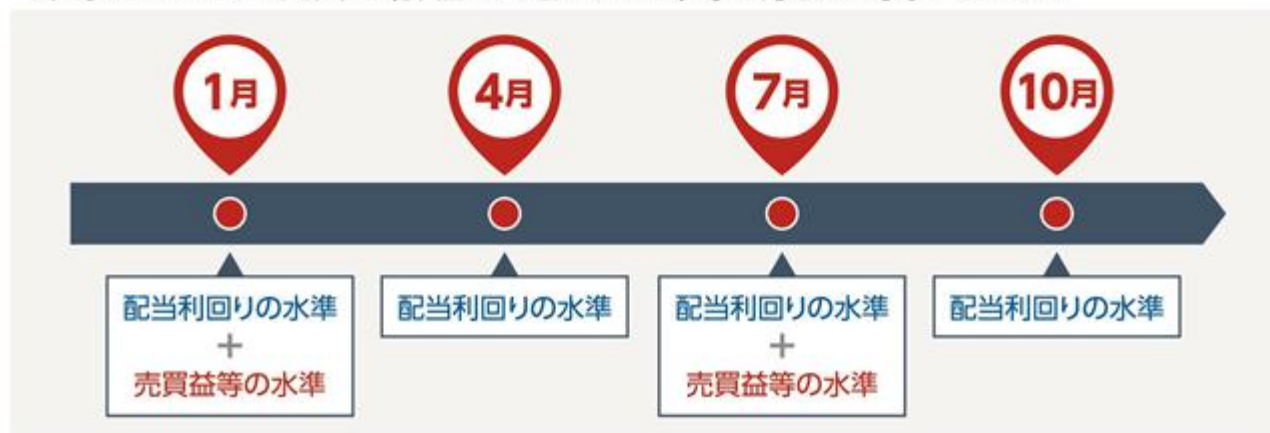 1月
4月
7月
10月
配当利回りの水準
+
売買益等の水準
配当利回りの水準
配当利回りの水準
+
売買益等の水準
配当利回りの水準